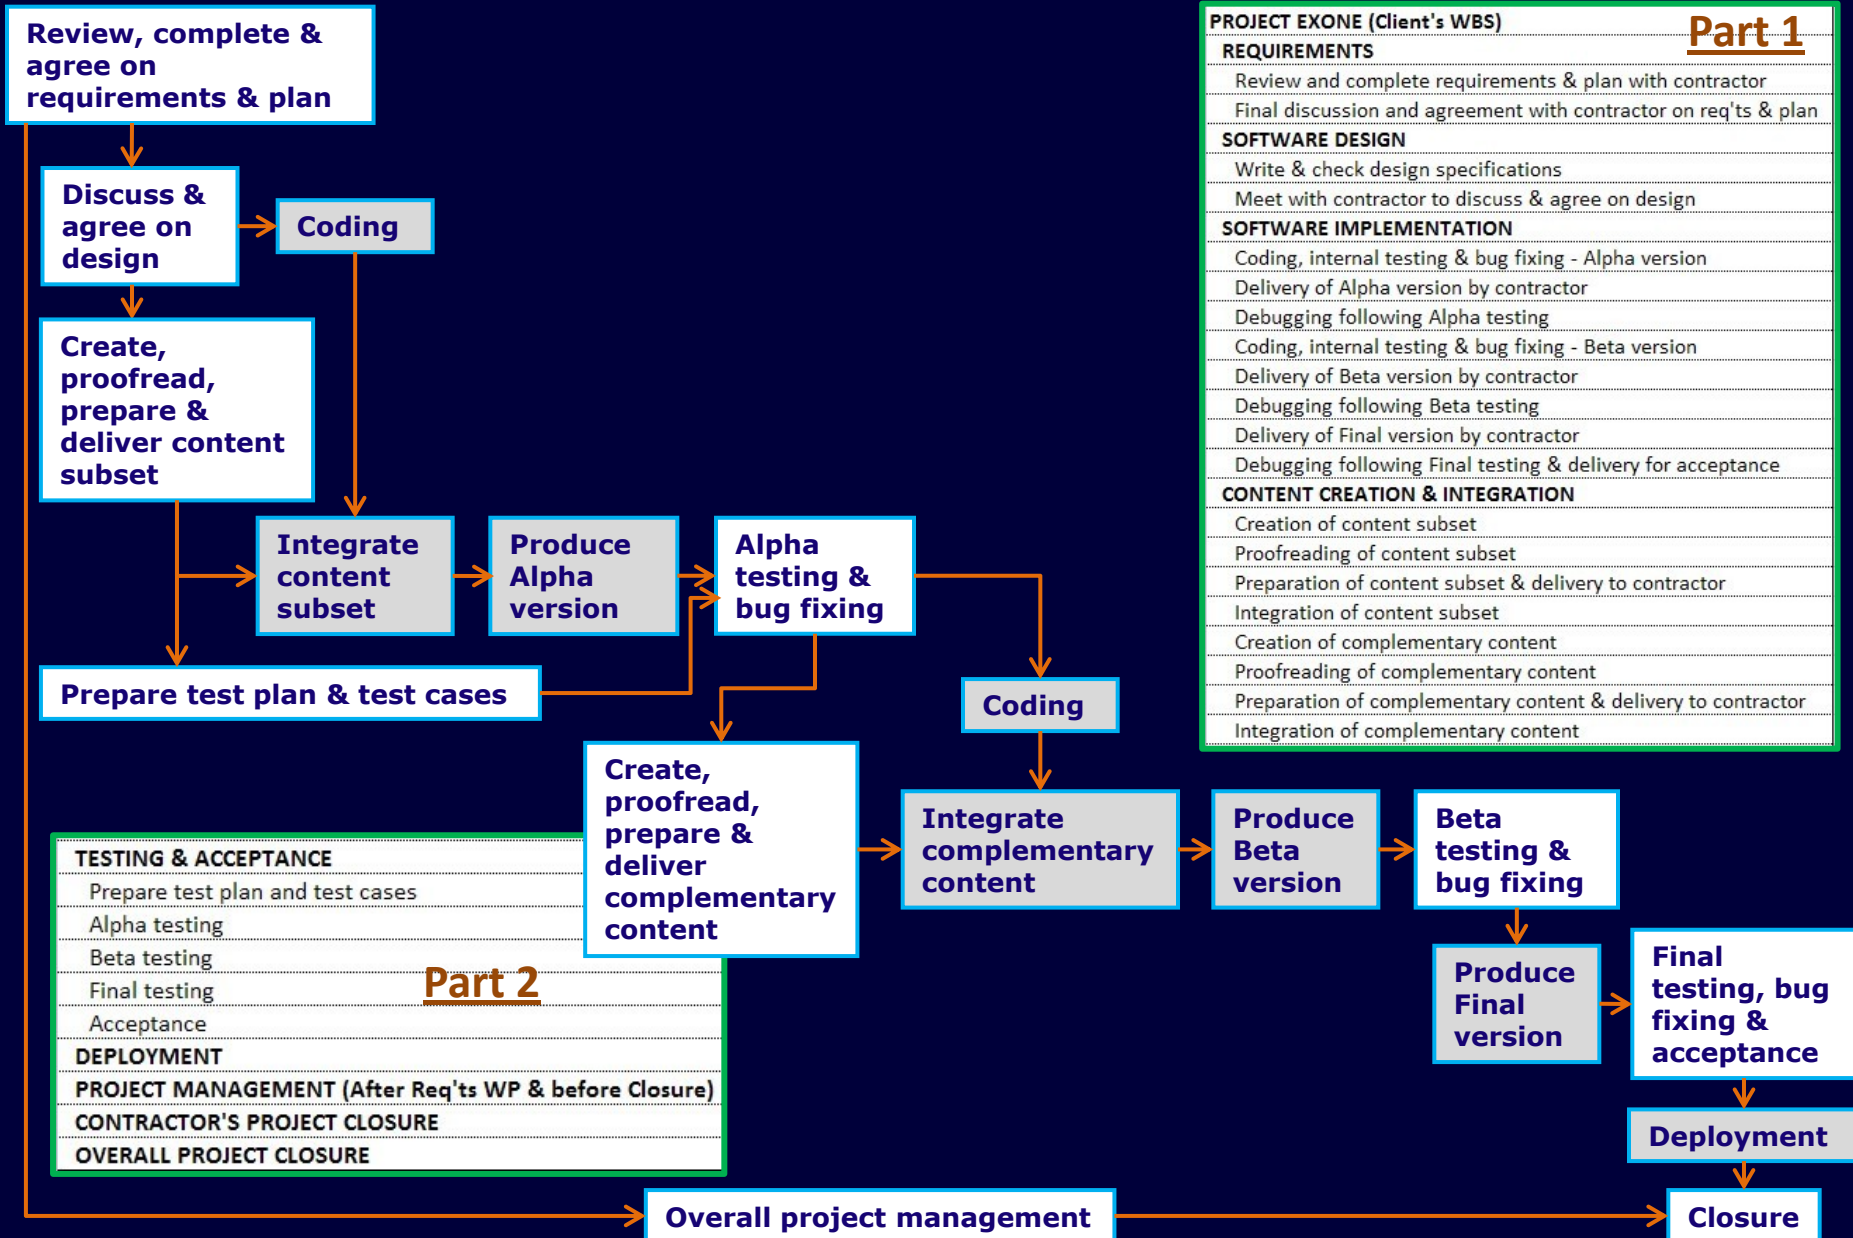 Review, complete &
agree on
requirements & plan
Discuss &
agree on
design
Coding
Create,
proofread,
prepare &
deliver content
subset
Integrate
content
subset
Produce
Alpha
version
Alpha
testing &
bug fixing
Prepare test plan & test cases
Coding
Create,
proofread,
prepare &
deliver
complementary
content
Integrate
complementary
content
Produce
Beta
version
Beta
testing &
bug fixing
Produce
Final
version
Final
testing, bug
fixing &
acceptance
Deployment
Overall project management
Closure
PROJECT EXONE (Client's WBS)
Part 1
REQUIREMENTS
Review and complete requirements & plan with contractor
Final discussion and agreement with contractor on req'ts & plan
SOFTWARE DESIGN
Write & check design specifications
Meet with contractor to discuss & agree on design
SOFTWARE IMPLEMENTATION
Coding, internal testing & bug fixing - Alpha version
Delivery of Alpha version by contractor
Debugging following Alpha testing
Coding, internal testing & bug fixing - Beta version
Delivery of Beta version by contractor
Debugging following Beta testing
Delivery of Final version by contractor
Debugging following Final testing & delivery for acceptance
CONTENT CREATION & INTEGRATION
Creation of content subset
Proofreading of content subset
Preparation of content subset & delivery to contractor
Integration of content subset
Creation of complementary content
Proofreading of complementary content
Preparation of complementary content & delivery to contractor
Integration of complementary content
TESTING & ACCEPTANCE
Prepare test plan and test cases
Alpha testing
Beta testing
Final testing
Part 2
Acceptance
DEPLOYMENT
PROJECT MANAGEMENT (After Req'ts WP & before Closure)
CONTRACTOR'S PROJECT CLOSURE
OVERALL PROJECT CLOSURE